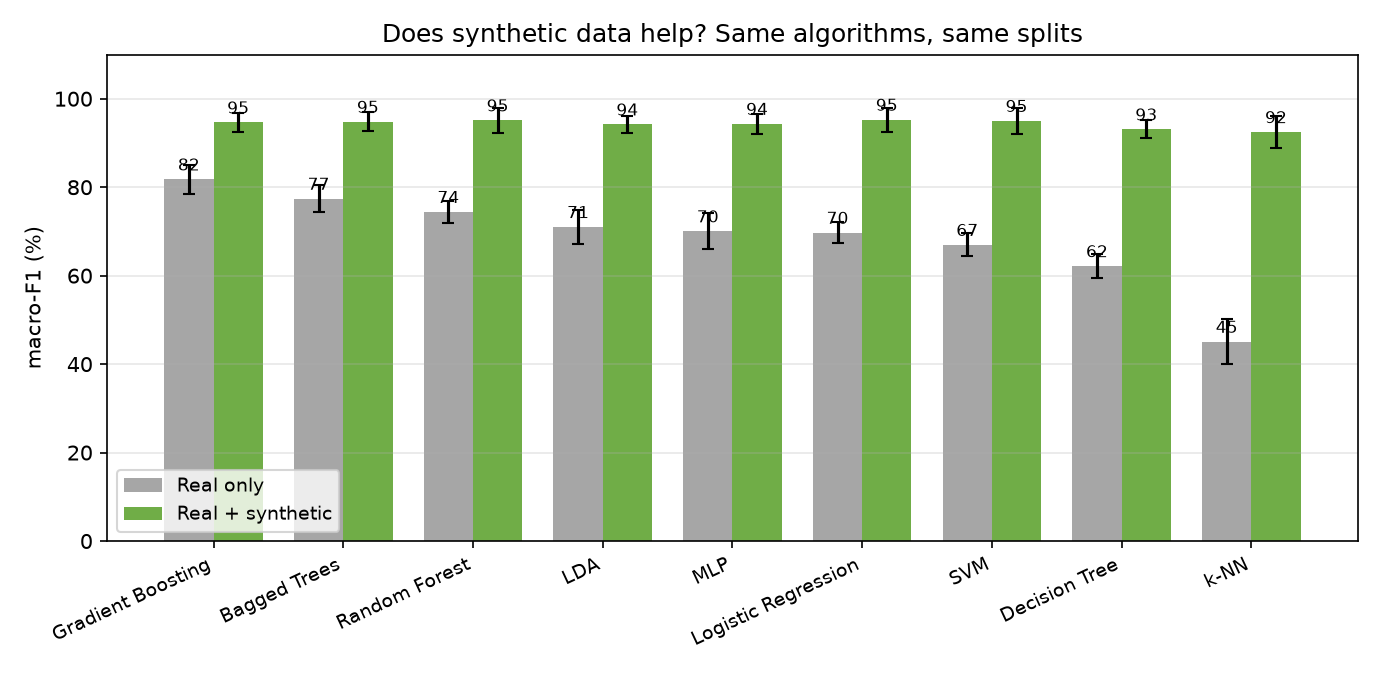 Does synthetic data help? Same algorithms, same splits
macro-F1 (%)
100
80
60
40
20
0
82
95
77
95
74
95
71
94
70
94
70
95
67
95
62
93
45
92
Real only
Real + synthetic
Gradient Boosting
Bagged Trees
Random Forest
LDA
MLP
Logistic Regression
SVM
Decision Tree
k-NN